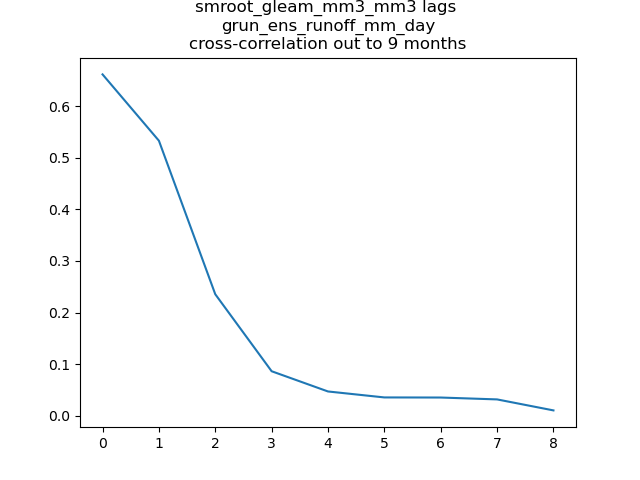 smroot_gleam_mm3_mm3 lags
grun_ens_runoff_mm_day
cross-correlation out to 9 months
0.6
0.5
0.4
0.3
0.2
0.1
0.0
0 1 2 3 4 5 6 7 8